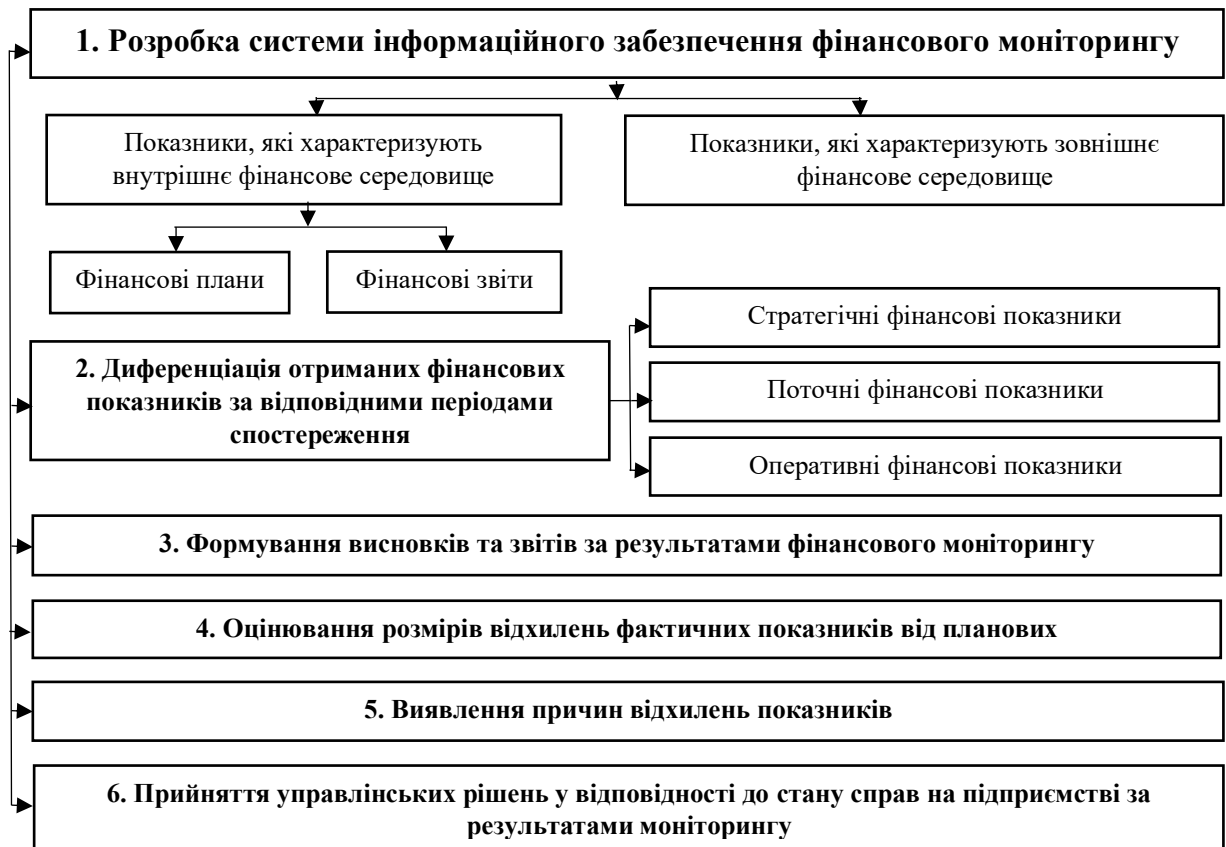 1. Розробка системи інформаційного забезпечення фінансового моніторингу
Показники, які характеризують
внутрішнє фінансове середовище
Показники, які характеризують зовнішнє
фінансове середовище
Фінансові плани
Фінансові звіти
2. Диференціація отриманих фінансових
показників за відповідними періодами
спостереження
Стратегічні фінансові показники
Поточні фінансові показники
Оперативні фінансові показники
3. Формування висновків та звітів за результатами фінансового моніторингу
4. Оцінювання розмірів відхилень фактичних показників від планових
5. Виявлення причин відхилень показників
6. Прийняття управлінських рішень у відповідності до стану справ на підприємстві за
результатами моніторингу